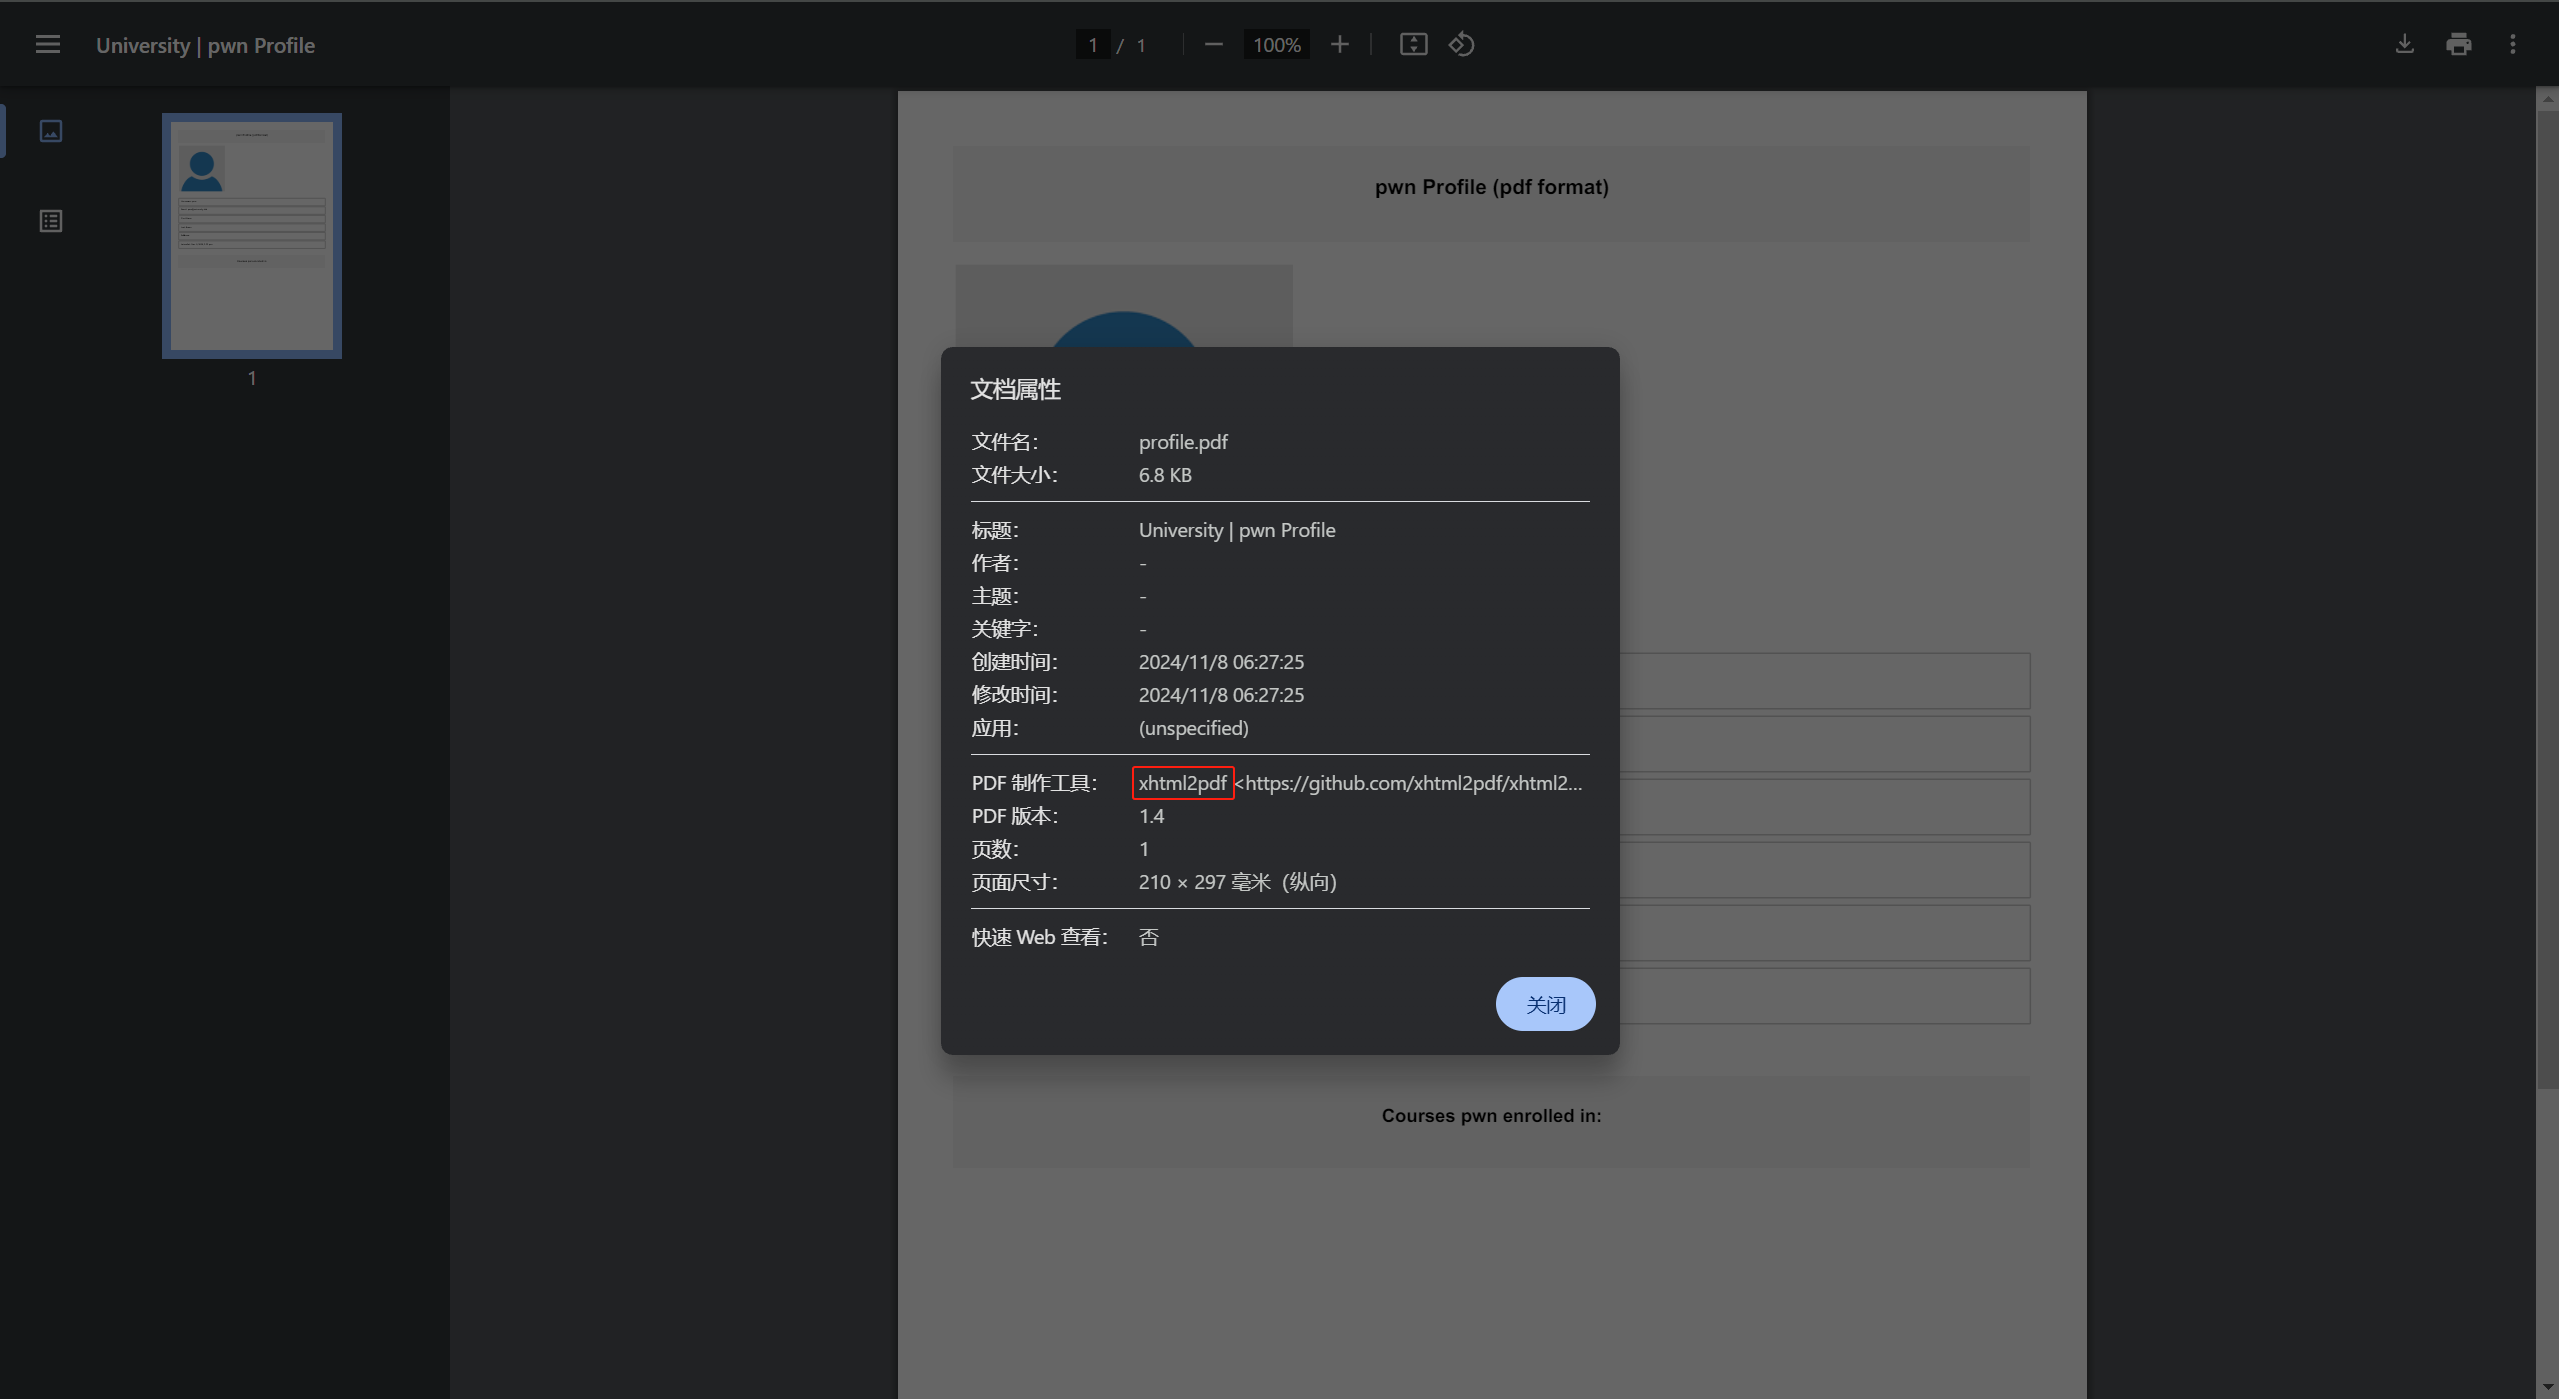 University | pwn Profile
1 / 1
100%
1
pwn Profile (pdf format)
文档属性
文件名: profile.pdf
文件大小: 6.8 KB
标题: University | pwn Profile
作者: -
主题: -
关键字: -
创建时间: 2024/11/8 06:27:25
修改时间: 2024/11/8 06:27:25
应用: (unspecified)
PDF 制作工具: xhtml2pdf <https://github.com/xhtml2pdf/xhtml2...
PDF 版本: 1.4
页数: 1
页面尺寸: 210 × 297 毫米 (纵向)
快速 Web 查看: 否
关闭
Courses pwn enrolled in: